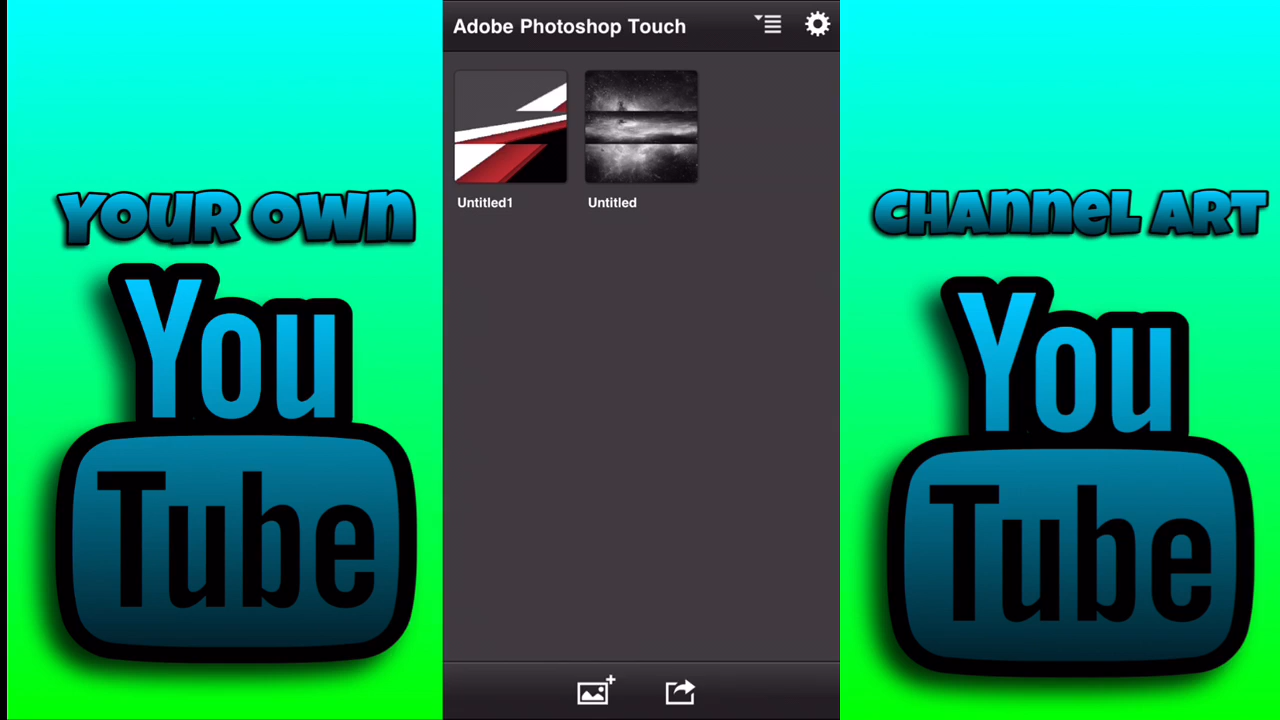 Adobe Photoshop Touch
Untitled1
Untitled
YOUR OWN
You
Tube
CHANNEL ART
You
Tube